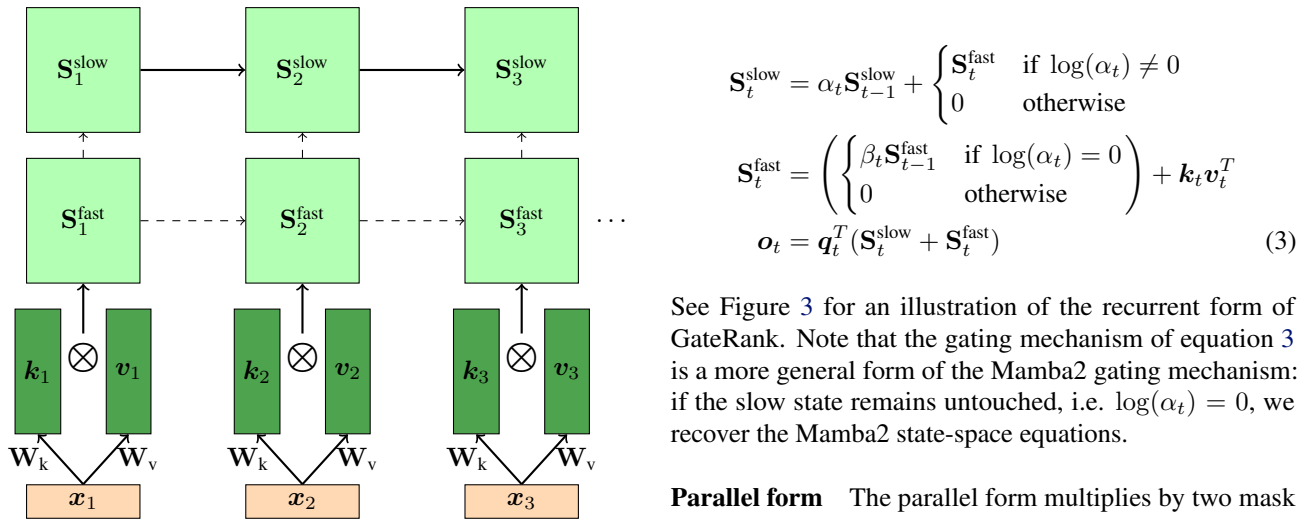 S_1^slow S_2^slow S_3^slow
S_1^fast S_2^fast S_3^fast ···
k_1 ⊗ v_1 k_2 ⊗ v_2 k_3 ⊗ v_3
W_k W_v W_k W_v W_k W_v
x_1 x_2 x_3
S_t^slow = α_t S_{t−1}^slow + { S_t^fast if log(α_t) ≠ 0
0 otherwise
S_t^fast = ( { β_t S_{t−1}^fast if log(α_t) = 0
0 otherwise ) + k_t v_t^T
o_t = q_t^T (S_t^slow + S_t^fast) (3)
See Figure 3 for an illustration of the recurrent form of
GateRank. Note that the gating mechanism of equation 3
is a more general form of the Mamba2 gating mechanism:
if the slow state remains untouched, i.e. log(α_t) = 0, we
recover the Mamba2 state-space equations.
Parallel form The parallel form multiplies by two mask